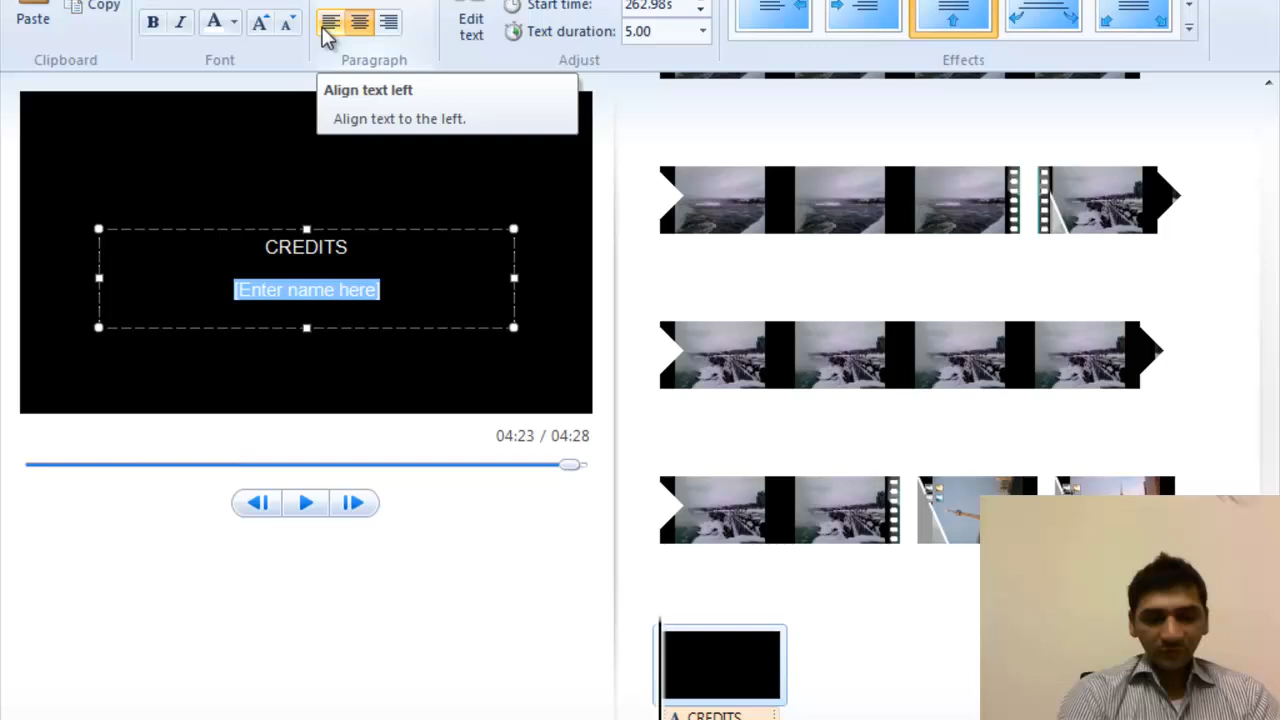 Paste
Copy
Clipboard
B I A A A
Font
Paragraph
Edit
text
Start time: 262.98s
Text duration: 5.00
Adjust
Effects
Align text left
Align text to the left.
CREDITS
[Enter name here]
04:23 / 04:28
A CREDITS